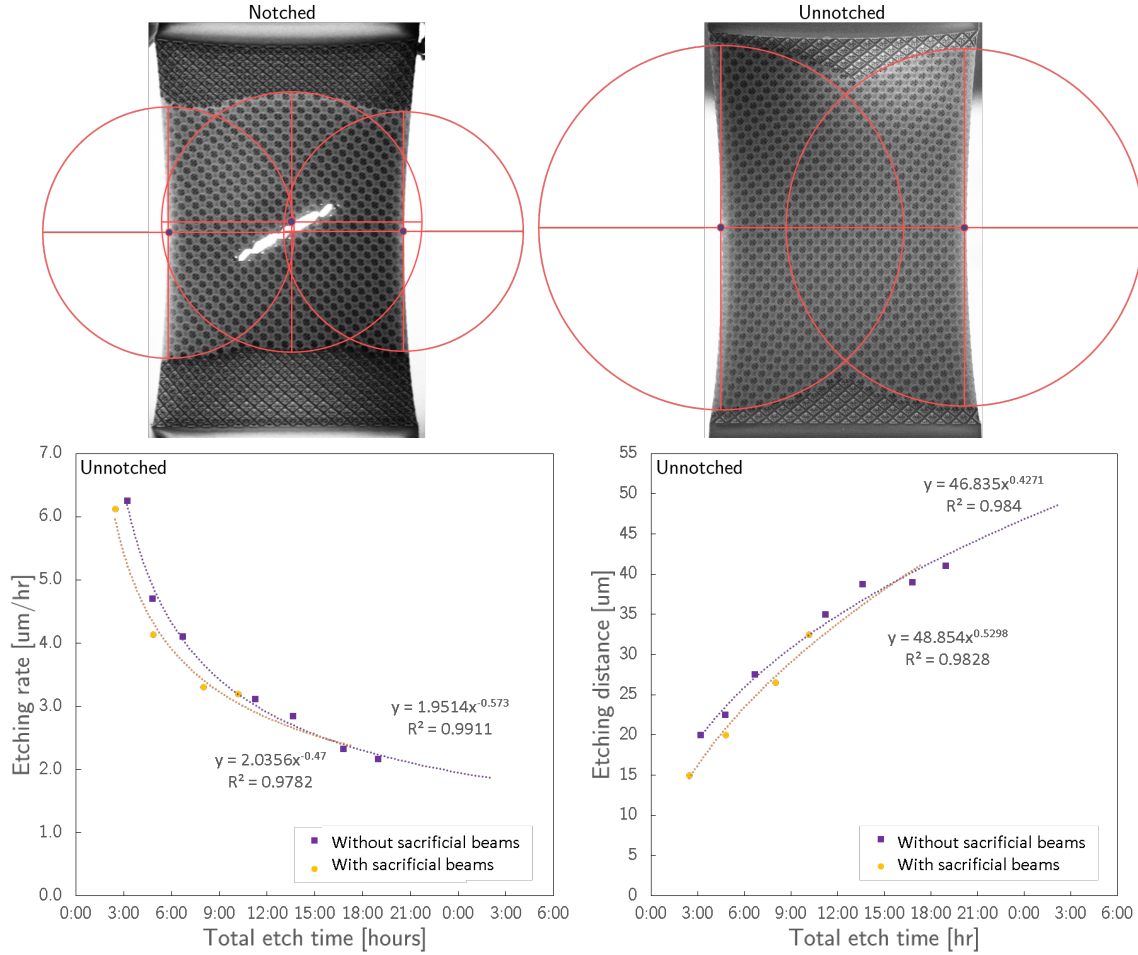 Notched
Unnotched
7.0
6.0
5.0
4.0
3.0
2.0
1.0
0.0
Etching rate [um/hr]
Unnotched
y = 1.9514x^-0.573
R² = 0.9911
y = 2.0356x^-0.47
R² = 0.9782
Without sacrificial beams
With sacrificial beams
0:00 3:00 6:00 9:00 12:00 15:00 18:00 21:00 0:00 3:00 6:00
Total etch time [hours]
55
50
45
40
35
30
25
20
15
10
5
0
Etching distance [um]
Unnotched
y = 46.835x^0.4271
R² = 0.984
y = 48.854x^0.5298
R² = 0.9828
Without sacrificial beams
With sacrificial beams
0:00 3:00 6:00 9:00 12:00 15:00 18:00 21:00 0:00 3:00 6:00
Total etch time [hr]